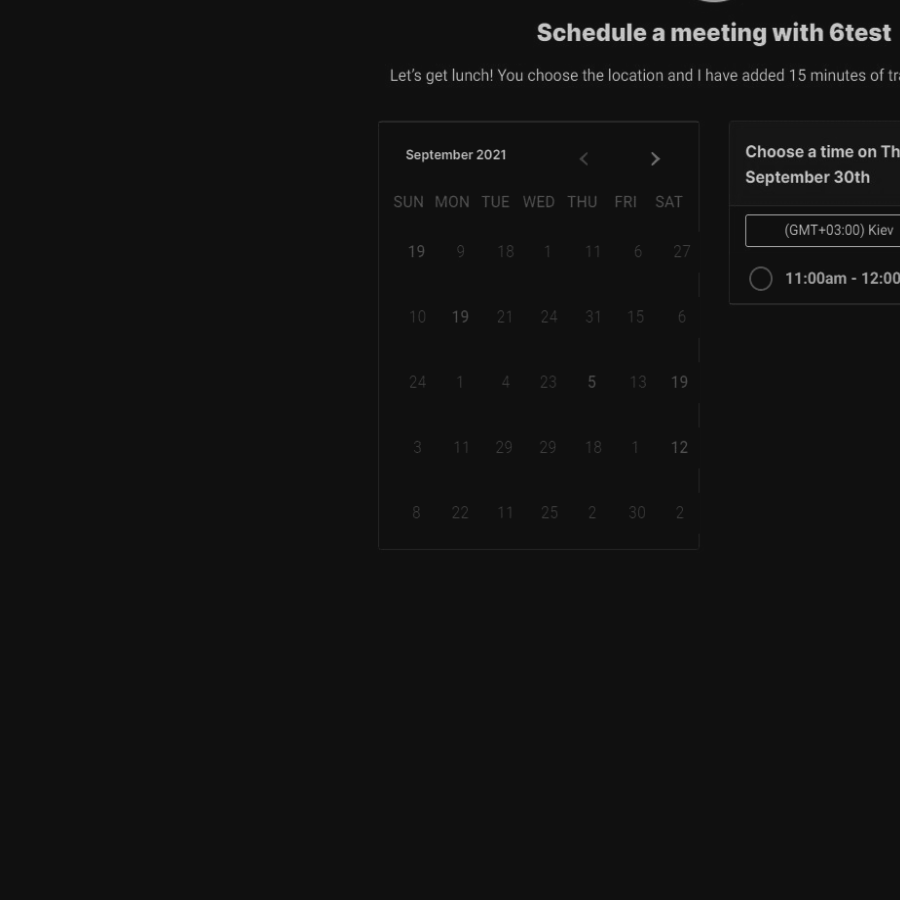 Schedule a meeting with 6test
Let's get lunch! You choose the location and I have added 15 minutes of
September 2021
SUN MON TUE WED THU FRI SAT
19 9 18 1 11 6 27
10 19 21 24 31 15 6
24 1 4 23 5 13 19
3 11 29 29 18 1 12
8 22 11 25 2 30 2
Choose a time on Th
September 30th
(GMT+03:00) Kiev
11:00am - 12:00